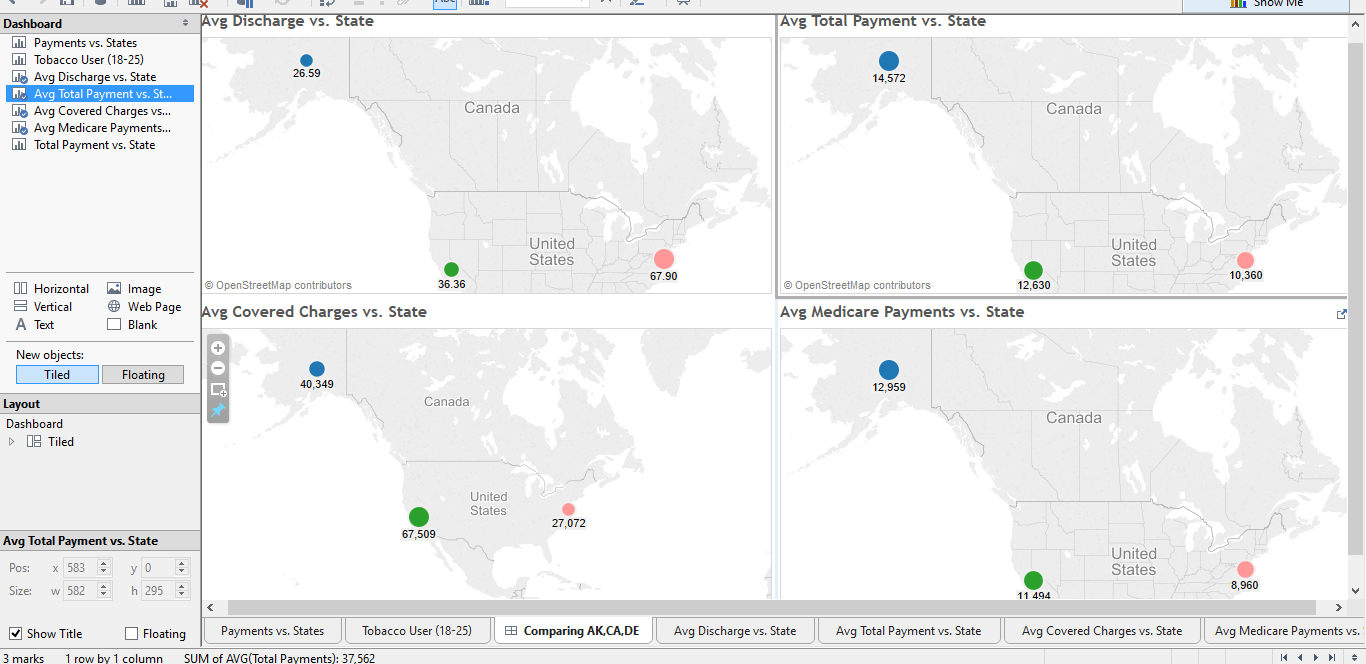 Show Me
Dashboard
Payments vs. States
Tobacco User (18-25)
Avg Discharge vs. State
Avg Total Payment vs. St...
Avg Covered Charges vs...
Avg Medicare Payments...
Total Payment vs. State
Horizontal
Image
Vertical
Web Page
A Text
Blank
New objects:
Tiled
Floating
Layout
Dashboard
Tiled
Avg Total Payment vs. State
Pos: x 583 y 0
Size: w 582 h 295
Show Title
Floating
Avg Discharge vs. State
26.59
Canada
United
States
36.36
67.90
© OpenStreetMap contributors
Avg Total Payment vs. State
14,572
Canada
United
States
12,630
10,360
© OpenStreetMap contributors
Avg Covered Charges vs. State
40,349
Canada
United
States
67,509
27,072
Avg Medicare Payments vs. State
12,959
Canada
United
States
11,494
8,960
Payments vs. States
Tobacco User (18-25)
Comparing AK,CA,DE
Avg Discharge vs. State
Avg Total Payment vs. State
Avg Covered Charges vs. State
Avg Medicare Payments vs.
3 marks 1 row by 1 column SUM of AVG(Total Payments): 37,562